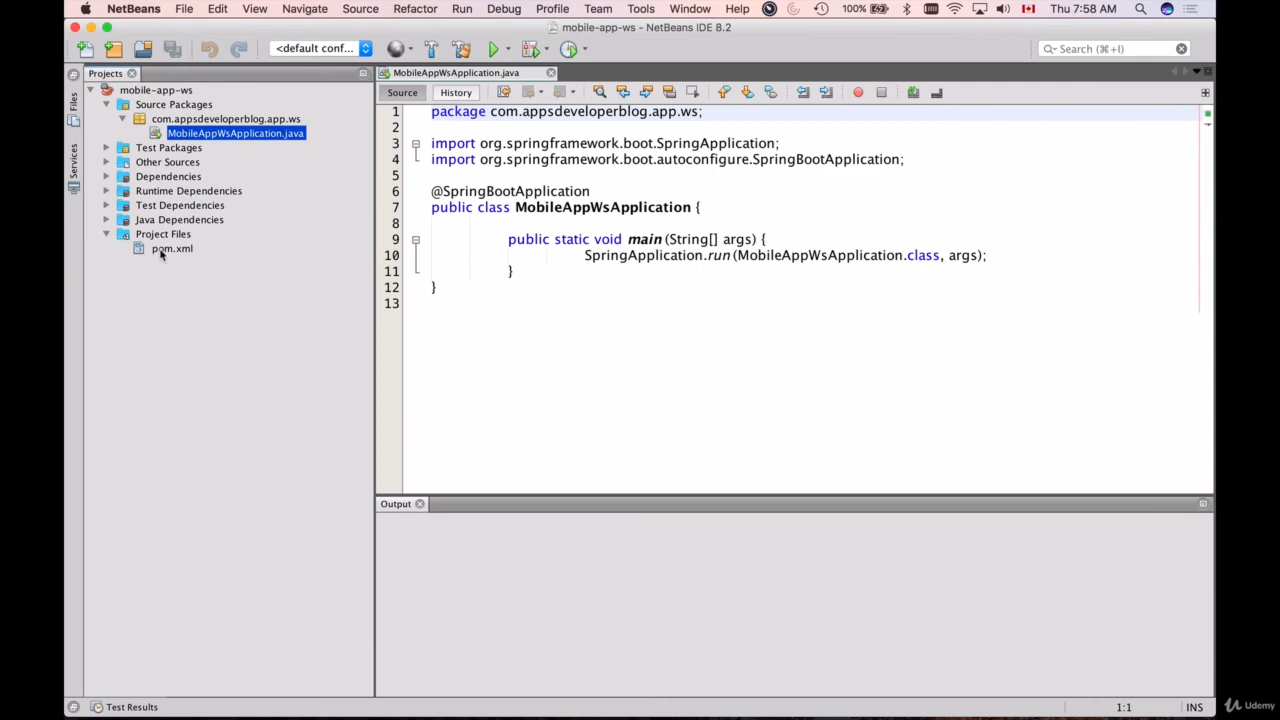 NetBeans File Edit View Navigate Source Refactor Run Debug Profile Team Tools Window Help 100% Thu 7:58 AM
mobile-app-ws - NetBeans IDE 8.2
<default conf... Search (⌘+I)
Projects
Files
Services
mobile-app-ws
Source Packages
com.appsdeveloperblog.app.ws
MobileAppWsApplication.java
Test Packages
Other Sources
Dependencies
Runtime Dependencies
Test Dependencies
Java Dependencies
Project Files
pom.xml
MobileAppWsApplication.java
Source History
1 package com.appsdeveloperblog.app.ws;
2
3 import org.springframework.boot.SpringApplication;
4 import org.springframework.boot.autoconfigure.SpringBootApplication;
5
6 @SpringBootApplication
7 public class MobileAppWsApplication {
8
9 public static void main(String[] args) {
10 SpringApplication.run(MobileAppWsApplication.class, args);
11 }
12 }
13
Output
Test Results 1:1 INS
Udemy